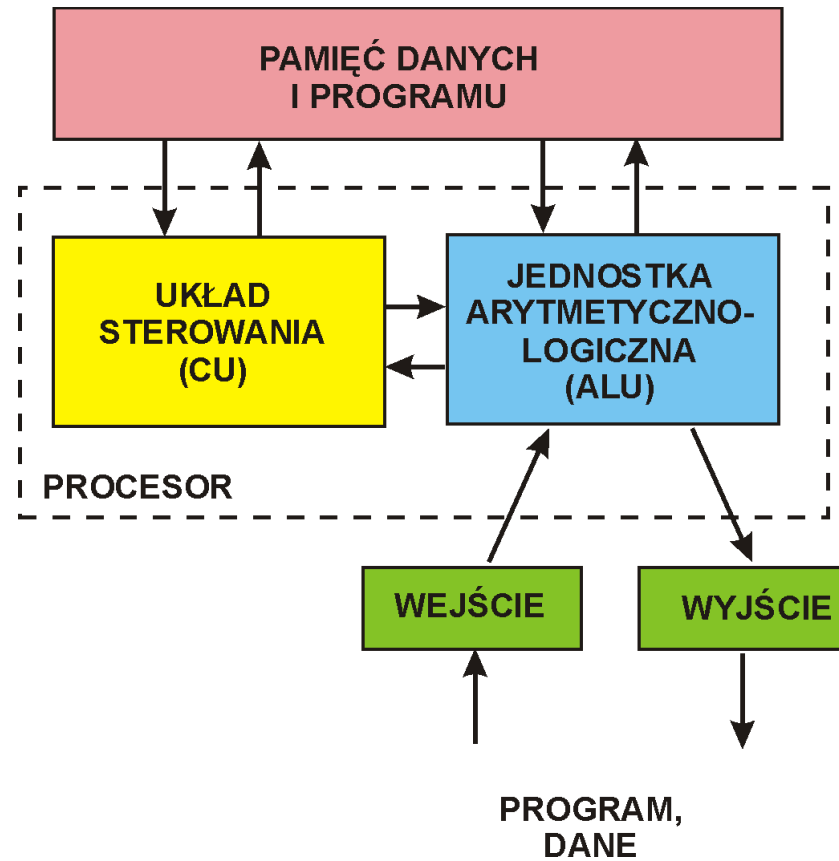 PAMIĘĆ DANYCH
I PROGRAMU
UKŁAD
STEROWANIA
(CU)
JEDNOSTKA
ARYTMETYCZNO-
LOGICZNA
(ALU)
PROCESOR
WEJŚCIE
WYJŚCIE
PROGRAM,
DANE